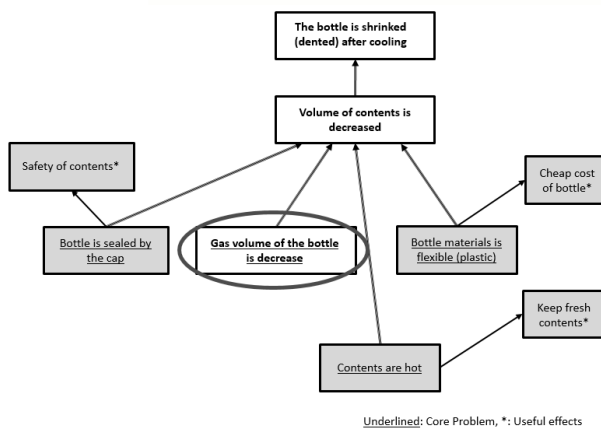 The bottle is shrinked
(dented) after cooling
Volume of contents is
decreased
Safety of contents*
Cheap cost
of bottle*
Bottle is sealed by
the cap
Gas volume of the bottle
is decrease
Bottle materials is
flexible (plastic)
Keep fresh
contents*
Contents are hot
Underlined: Core Problem, *: Useful effects